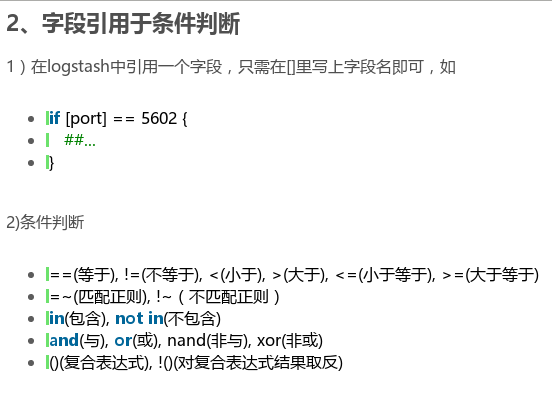 2、字段引用于条件判断
1）在logstash中引用一个字段，只需在[]里写上字段名即可，如
if [port] == 5602 {
##...
}
2)条件判断
==(等于), !=(不等于), <(小于), >(大于), <=(小于等于), >=(大于等于)
=~(匹配正则), !~（不匹配正则）
in(包含), not in(不包含)
and(与), or(或), nand(非与), xor(非或)
()(复合表达式), !()(对复合表达式结果取反)